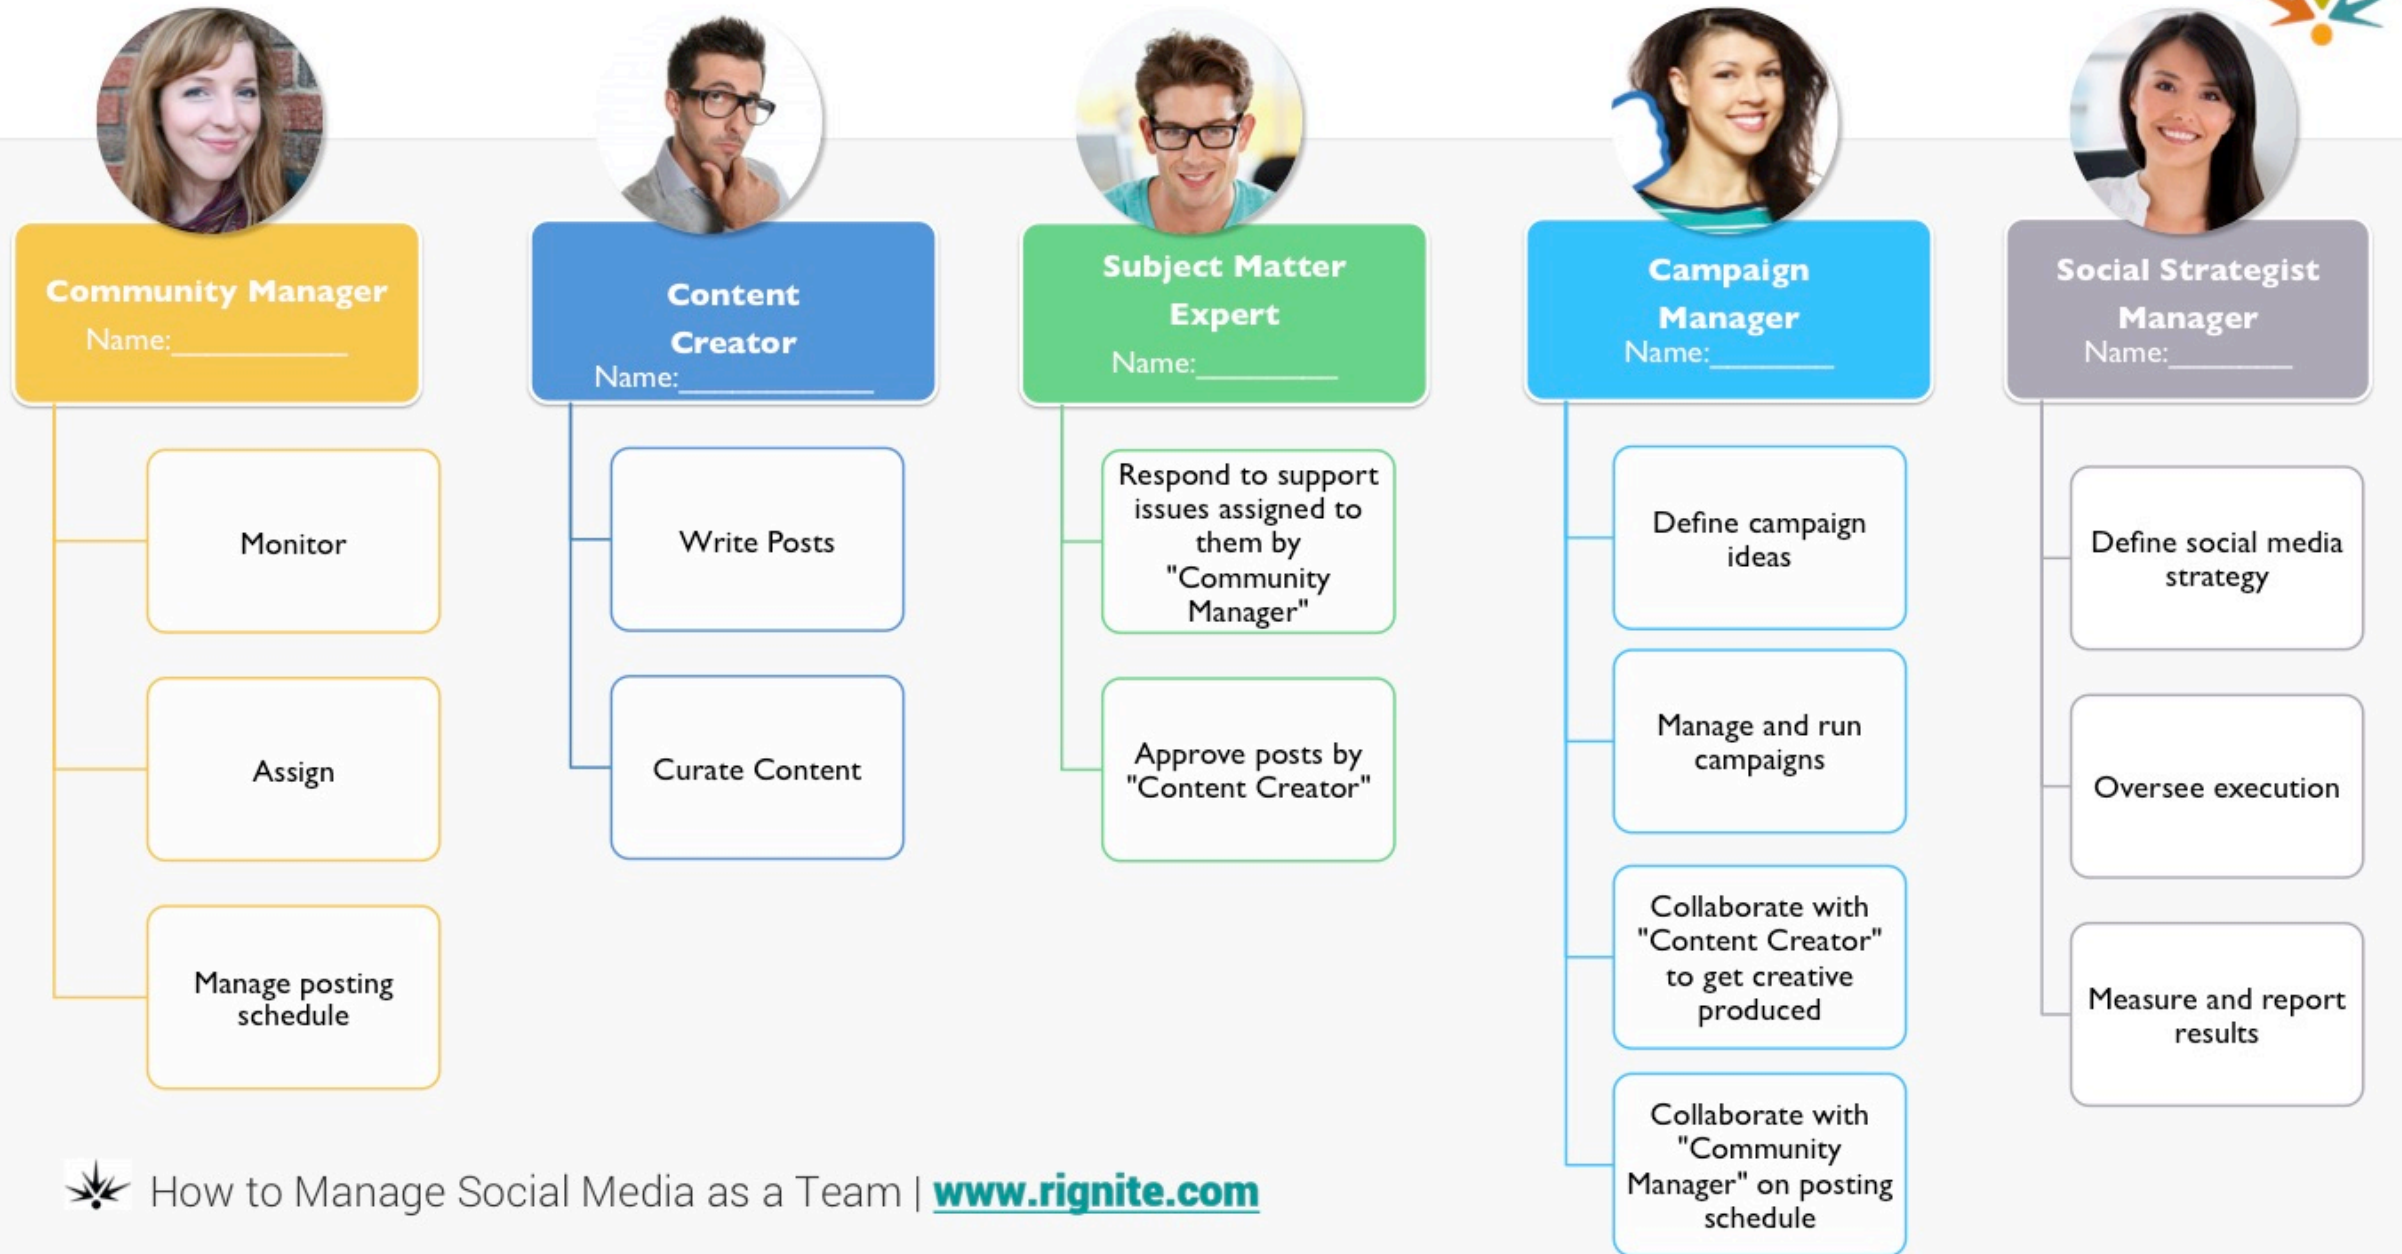 Community Manager
Name:___________
Content
Creator
Name:____________
Subject Matter
Expert
Name:_________
Campaign
Manager
Name:________
Social Strategist
Manager
Name:________
Monitor
Assign
Manage posting
schedule
Write Posts
Curate Content
Respond to support
issues assigned to
them by
"Community
Manager"
Approve posts by
"Content Creator"
Define campaign
ideas
Manage and run
campaigns
Collaborate with
"Content Creator"
to get creative
produced
Collaborate with
"Community
Manager" on posting
schedule
Define social media
strategy
Oversee execution
Measure and report
results
How to Manage Social Media as a Team | www.rignite.com